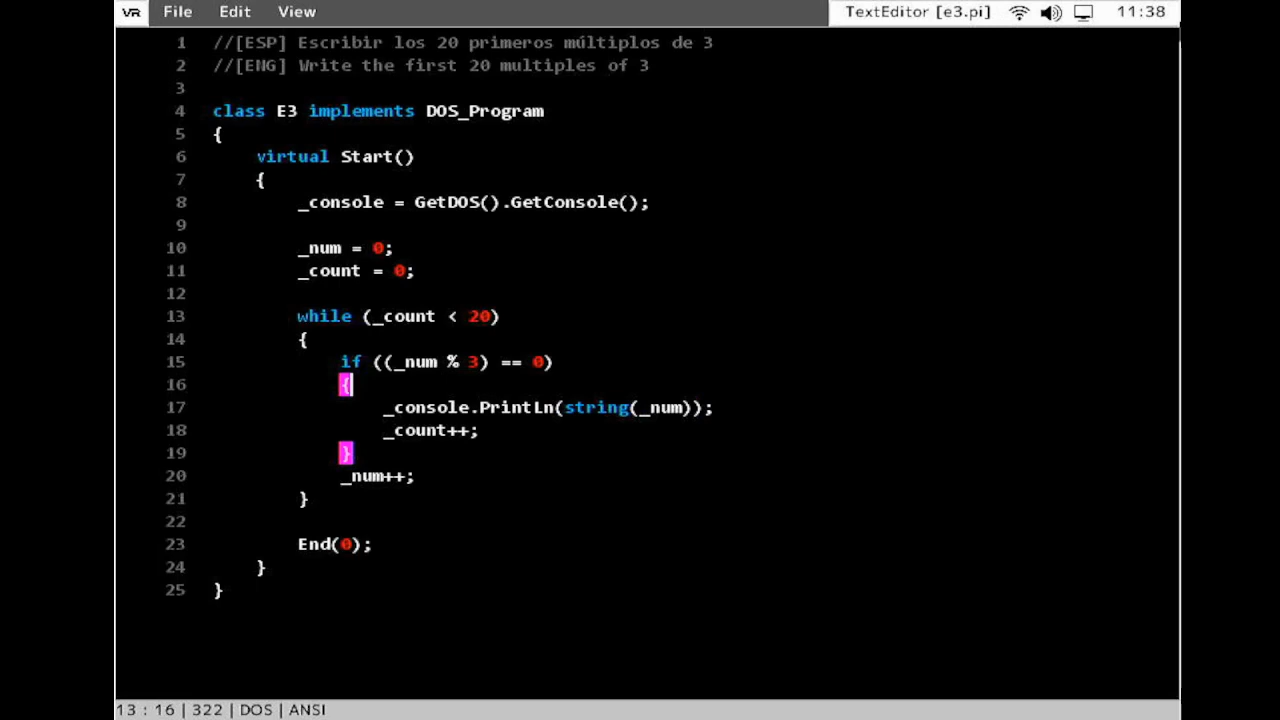 VR File Edit View TextEditor [e3.pi] 11:38
1 //[ESP] Escribir los 20 primeros múltiplos de 3
2 //[ENG] Write the first 20 multiples of 3
3
4 class E3 implements DOS_Program
5 {
6 virtual Start()
7 {
8 _console = GetDOS().GetConsole();
9
10 _num = 0;
11 _count = 0;
12
13 while (_count < 20)
14 {
15 if ((_num % 3) == 0)
16 {
17 _console.PrintLn(string(_num));
18 _count++;
19 }
20 _num++;
21 }
22
23 End(0);
24 }
25 }
13 : 16 | 322 | DOS | ANSI